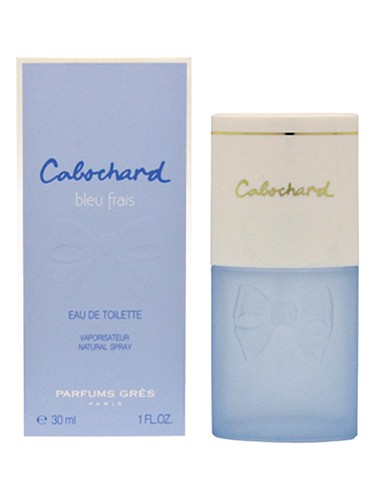 Cabochard
bleu frais
EAU DE TOILETTE
VAPORISATEUR
NATURAL SPRAY
PARFUMS GRÈS
PARIS
e 30 ml 1 FL.OZ.
Cabochard